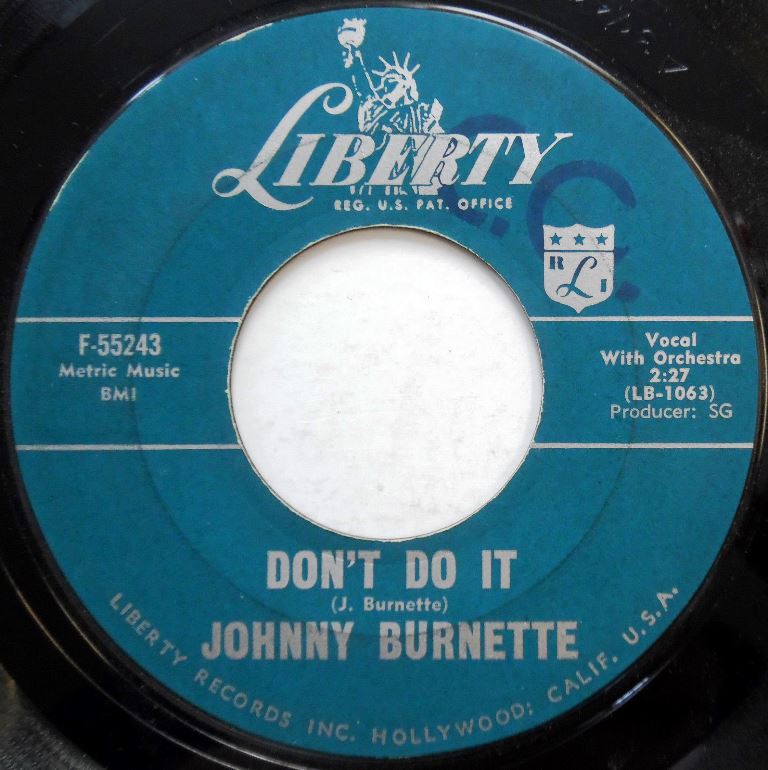 LIBERTY
REG. U.S. PAT. OFFICE
C.C.
R L I
F-55243
Metric Music
BMI
Vocal
With Orchestra
2:27
(LB-1063)
Producer: SG
DON'T DO IT
(J. Burnette)
JOHNNY BURNETTE
LIBERTY RECORDS INC. HOLLYWOOD; CALIF. U.S.A.